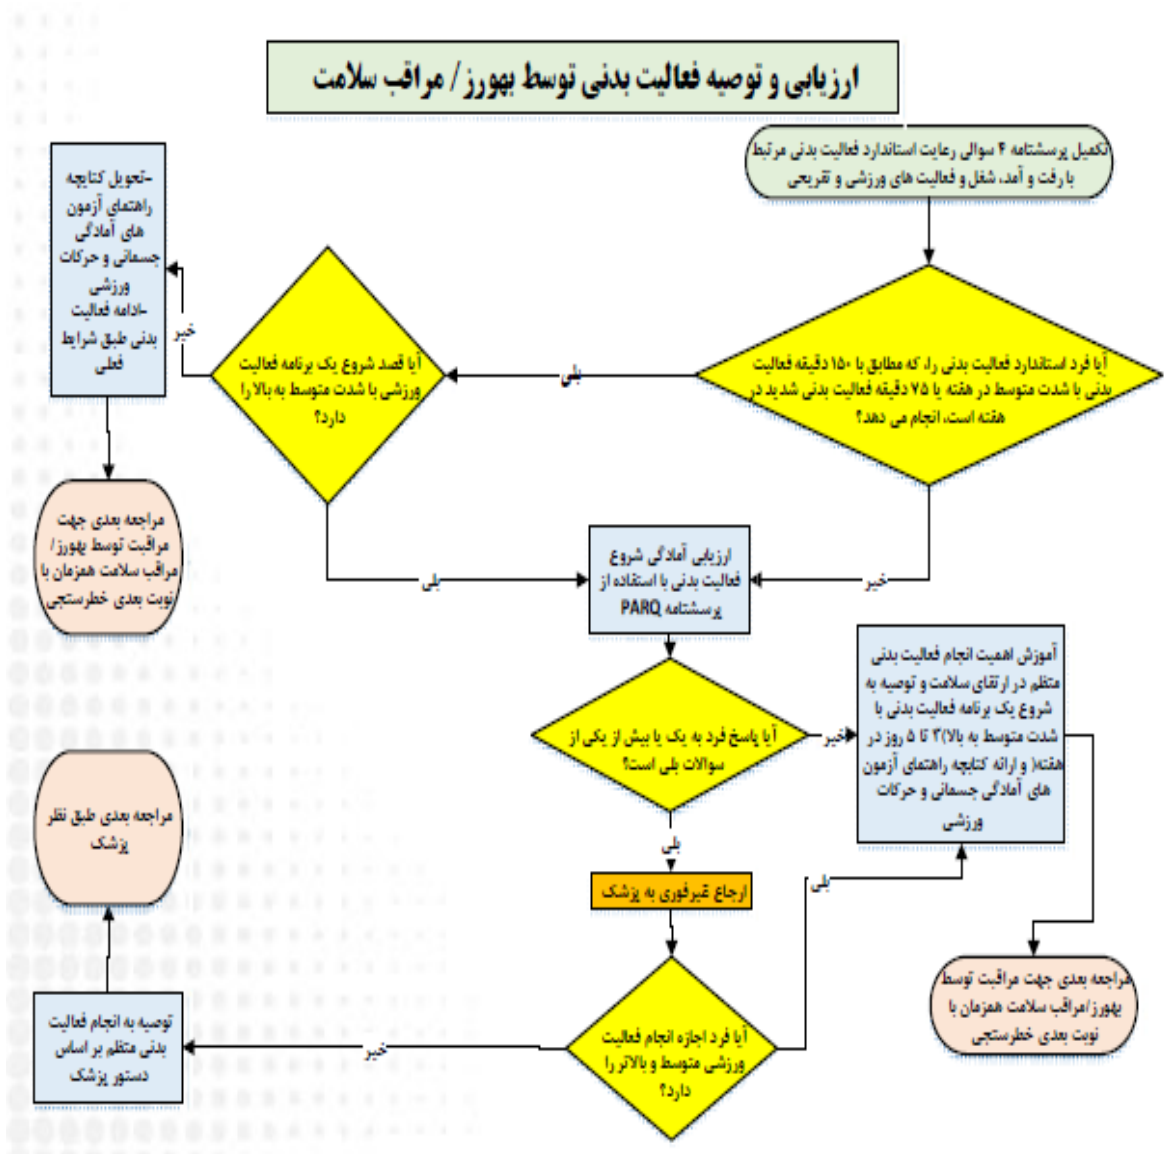 ارزیابی و توصیه فعالیت بدنی توسط بهورز / مراقب سلامت
تکمیل پرسشنامه ۴ سوالی رعایت استاندارد فعالیت بدنی مرتبط
با رفت و آمد، شغل و فعالیت های ورزشی و تفریحی
آیا فرد استاندارد فعالیت بدنی را، که مطابق با ۱۵۰ دقیقه فعالیت
بدنی با شدت متوسط در هفته یا ۷۵ دقیقه فعالیت بدنی شدید در
هفته است، انجام می دهد؟
بلی
آیا قصد شروع یک برنامه فعالیت
ورزشی با شدت متوسط به بالا را
دارد؟
خیر
-تحویل کتابچه
راهنمای آزمون
های آمادگی
جسمانی و حرکات
ورزشی
-ادامه فعالیت
بدنی طبق شرایط
فعلی
مراجعه بعدی جهت
مراقبت توسط بهورز/
مراقب سلامت همزمان با
نوبت بعدی خطرسنجی
بلی
خیر
ارزیابی آمادگی شروع
فعالیت بدنی با استفاده از
پرسشنامه PARQ
آیا پاسخ فرد به یک یا بیش از یکی از
سوالات بلی است؟
خیر
آموزش اهمیت انجام فعالیت بدنی
منظم در ارتقای سلامت و توصیه به
شروع یک برنامه فعالیت بدنی با
شدت متوسط به بالا)۳ تا ۵ روز در
هفته( و ارائه کتابچه راهنمای آزمون
های آمادگی جسمانی و حرکات
ورزشی
بلی
ارجاع غیرفوری به پزشک
بلی
آیا فرد اجازه انجام فعالیت
ورزشی متوسط و بالاتر را
دارد؟
مراجعه بعدی جهت مراقبت توسط
بهورز/مراقب سلامت همزمان با
نوبت بعدی خطرسنجی
خیر
توصیه به انجام فعالیت
بدنی منظم بر اساس
دستور پزشک
مراجعه بعدی طبق نظر
پزشک